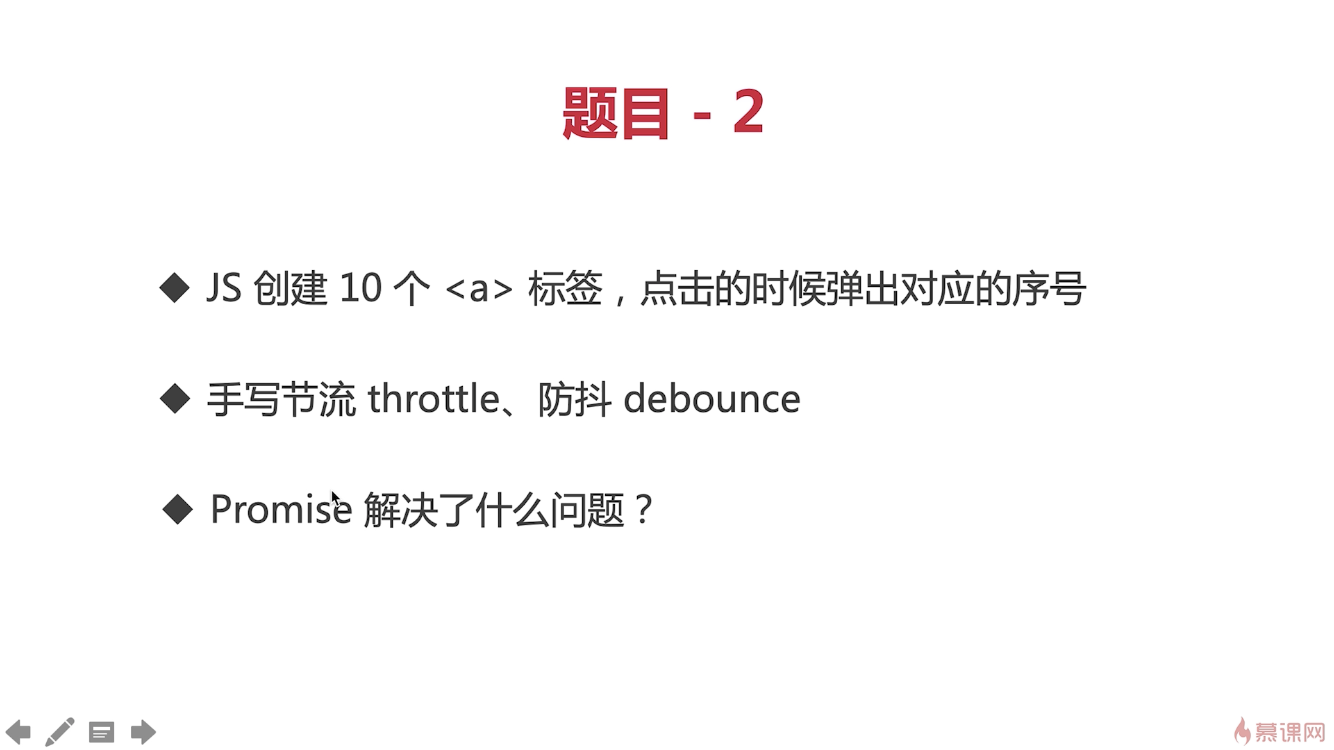 题目 - 2
◆ JS 创建 10 个 <a> 标签，点击的时候弹出对应的序号
◆ 手写节流 throttle、防抖 debounce
◆ Promise 解决了什么问题？
慕课网